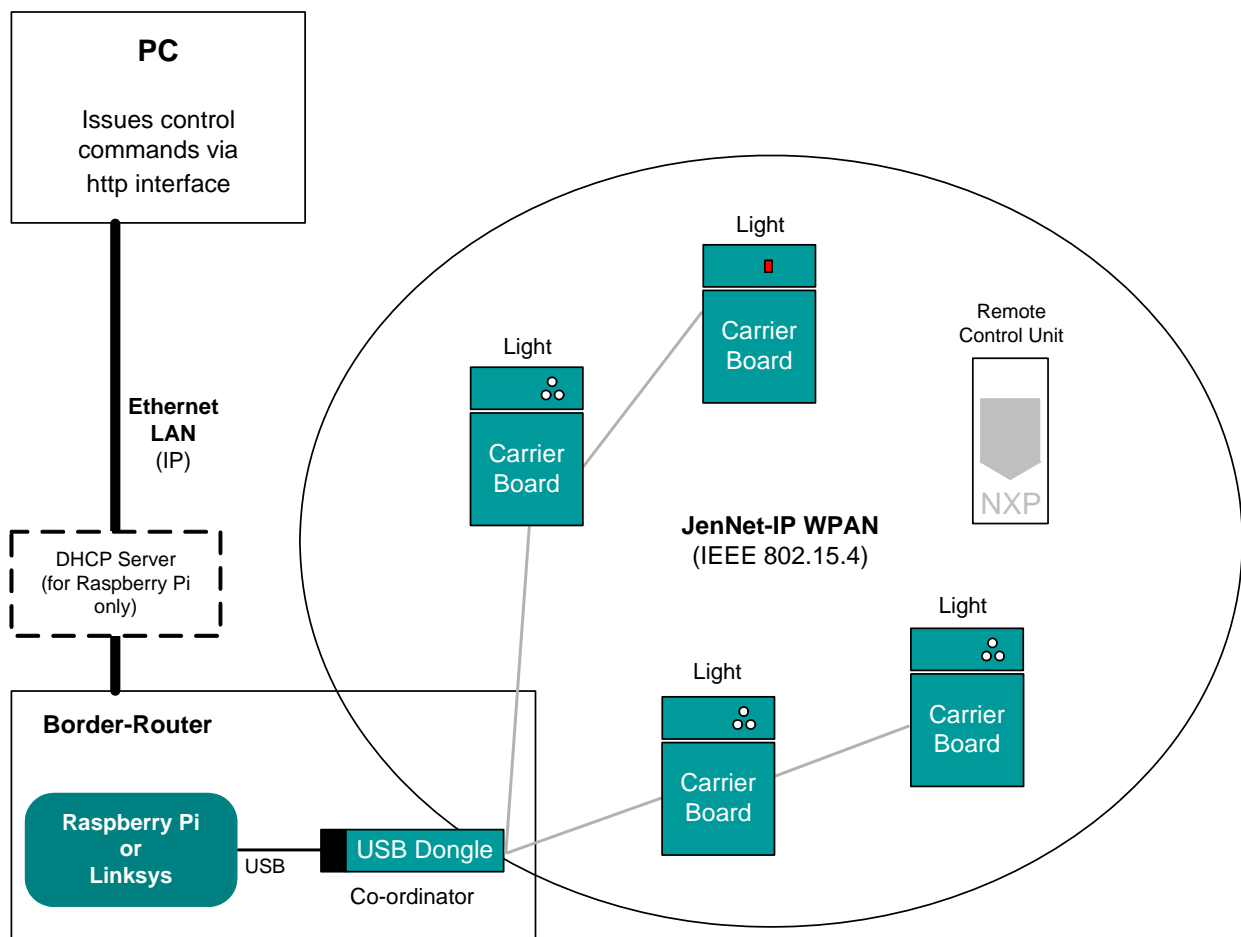 PC
Issues control
commands via
http interface
Ethernet
LAN
(IP)
DHCP Server
(for Raspberry Pi
only)
Border-Router
Raspberry Pi
or
Linksys
USB
USB Dongle
Co-ordinator
Light
Carrier
Board
Light
Carrier
Board
Remote
Control Unit
NXP
JenNet-IP WPAN
(IEEE 802.15.4)
Light
Carrier
Board
Light
Carrier
Board